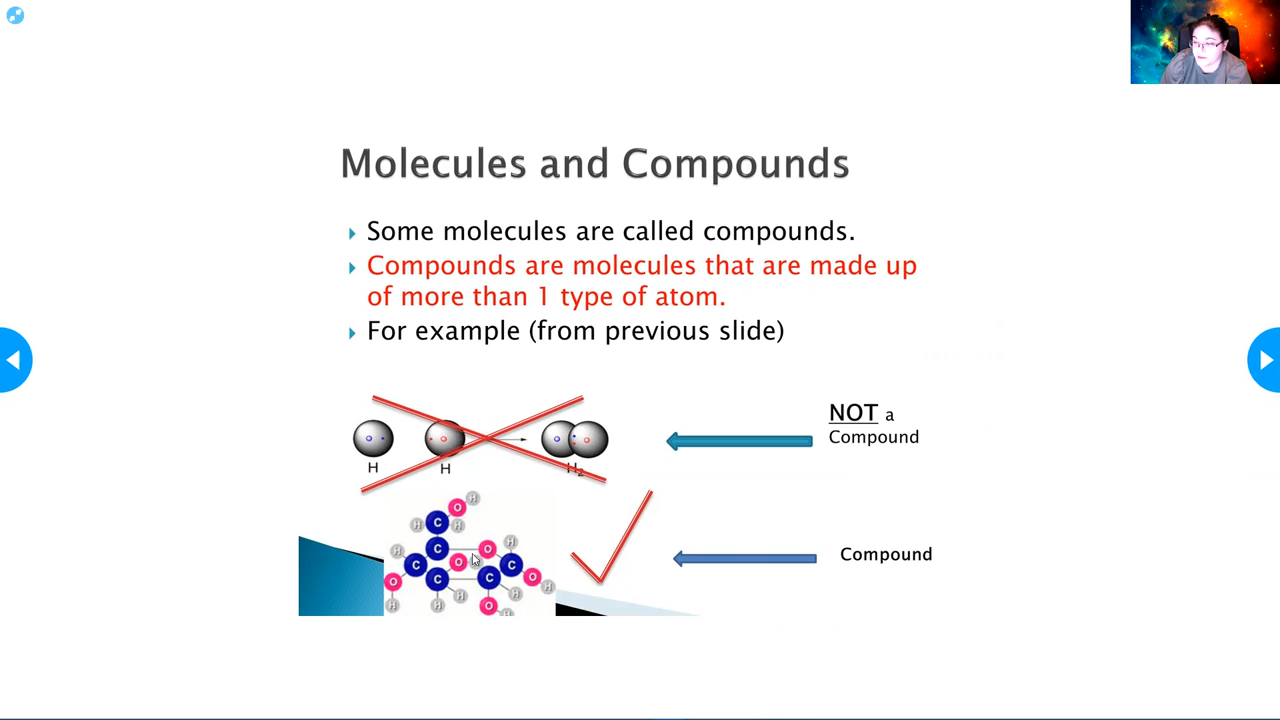 Molecules and Compounds
Some molecules are called compounds.
Compounds are molecules that are made up
of more than 1 type of atom.
For example (from previous slide)
NOT a
Compound
H
H
H2
H
O
H
C
H
H
C
O
H
C
O
C
O
C
C
O
H
H
H
H
H
O
H
Compound